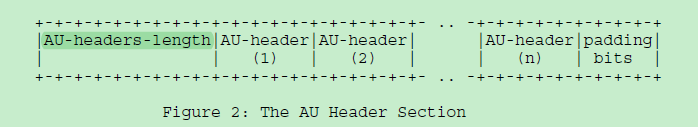 +-+-+-+-+-+-+-+-+-+-+-+-+-+-+-+-+-+-+-+- .. -+-+-+-+-+-+-+-+-+-+
|AU-headers-length|AU-header|AU-header|      |AU-header|padding|
|                 |   (1)   |   (2)   |      |   (n)   | bits  |
+-+-+-+-+-+-+-+-+-+-+-+-+-+-+-+-+-+-+-+- .. -+-+-+-+-+-+-+-+-+-+
Figure 2: The AU Header Section